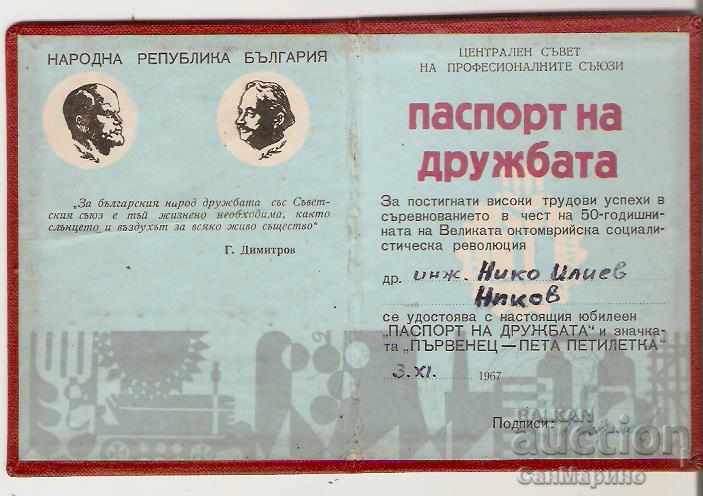 НАРОДНА РЕПУБЛИКА БЪЛГАРИЯ
„За българския народ дружбата със Съвет-
ския съюз е тъй жизнено необходима, както
слънцето и въздухът за всяко живо същество“
Г. Димитров
ЦЕНТРАЛЕН СЪВЕТ
НА ПРОФЕСИОНАЛНИТЕ СЪЮЗИ
ПАСПОРТ НА
ДРУЖБАТА
За постигнати високи трудови успехи в
съревнованието в чест на 50-годишни-
ната на Великата октомврийска социали-
стическа революция
др. инж. Нико Илиев
Ников
се удостоява с настоящия юбилеен
„ПАСПОРТ НА ДРУЖБАТА“ и значка-
та „ПЪРВЕНЕЦ — ПЕТА ПЕТИЛЕТКА“
3. XI. 1967
Подписи:
BALKAN
auction
СанМарино